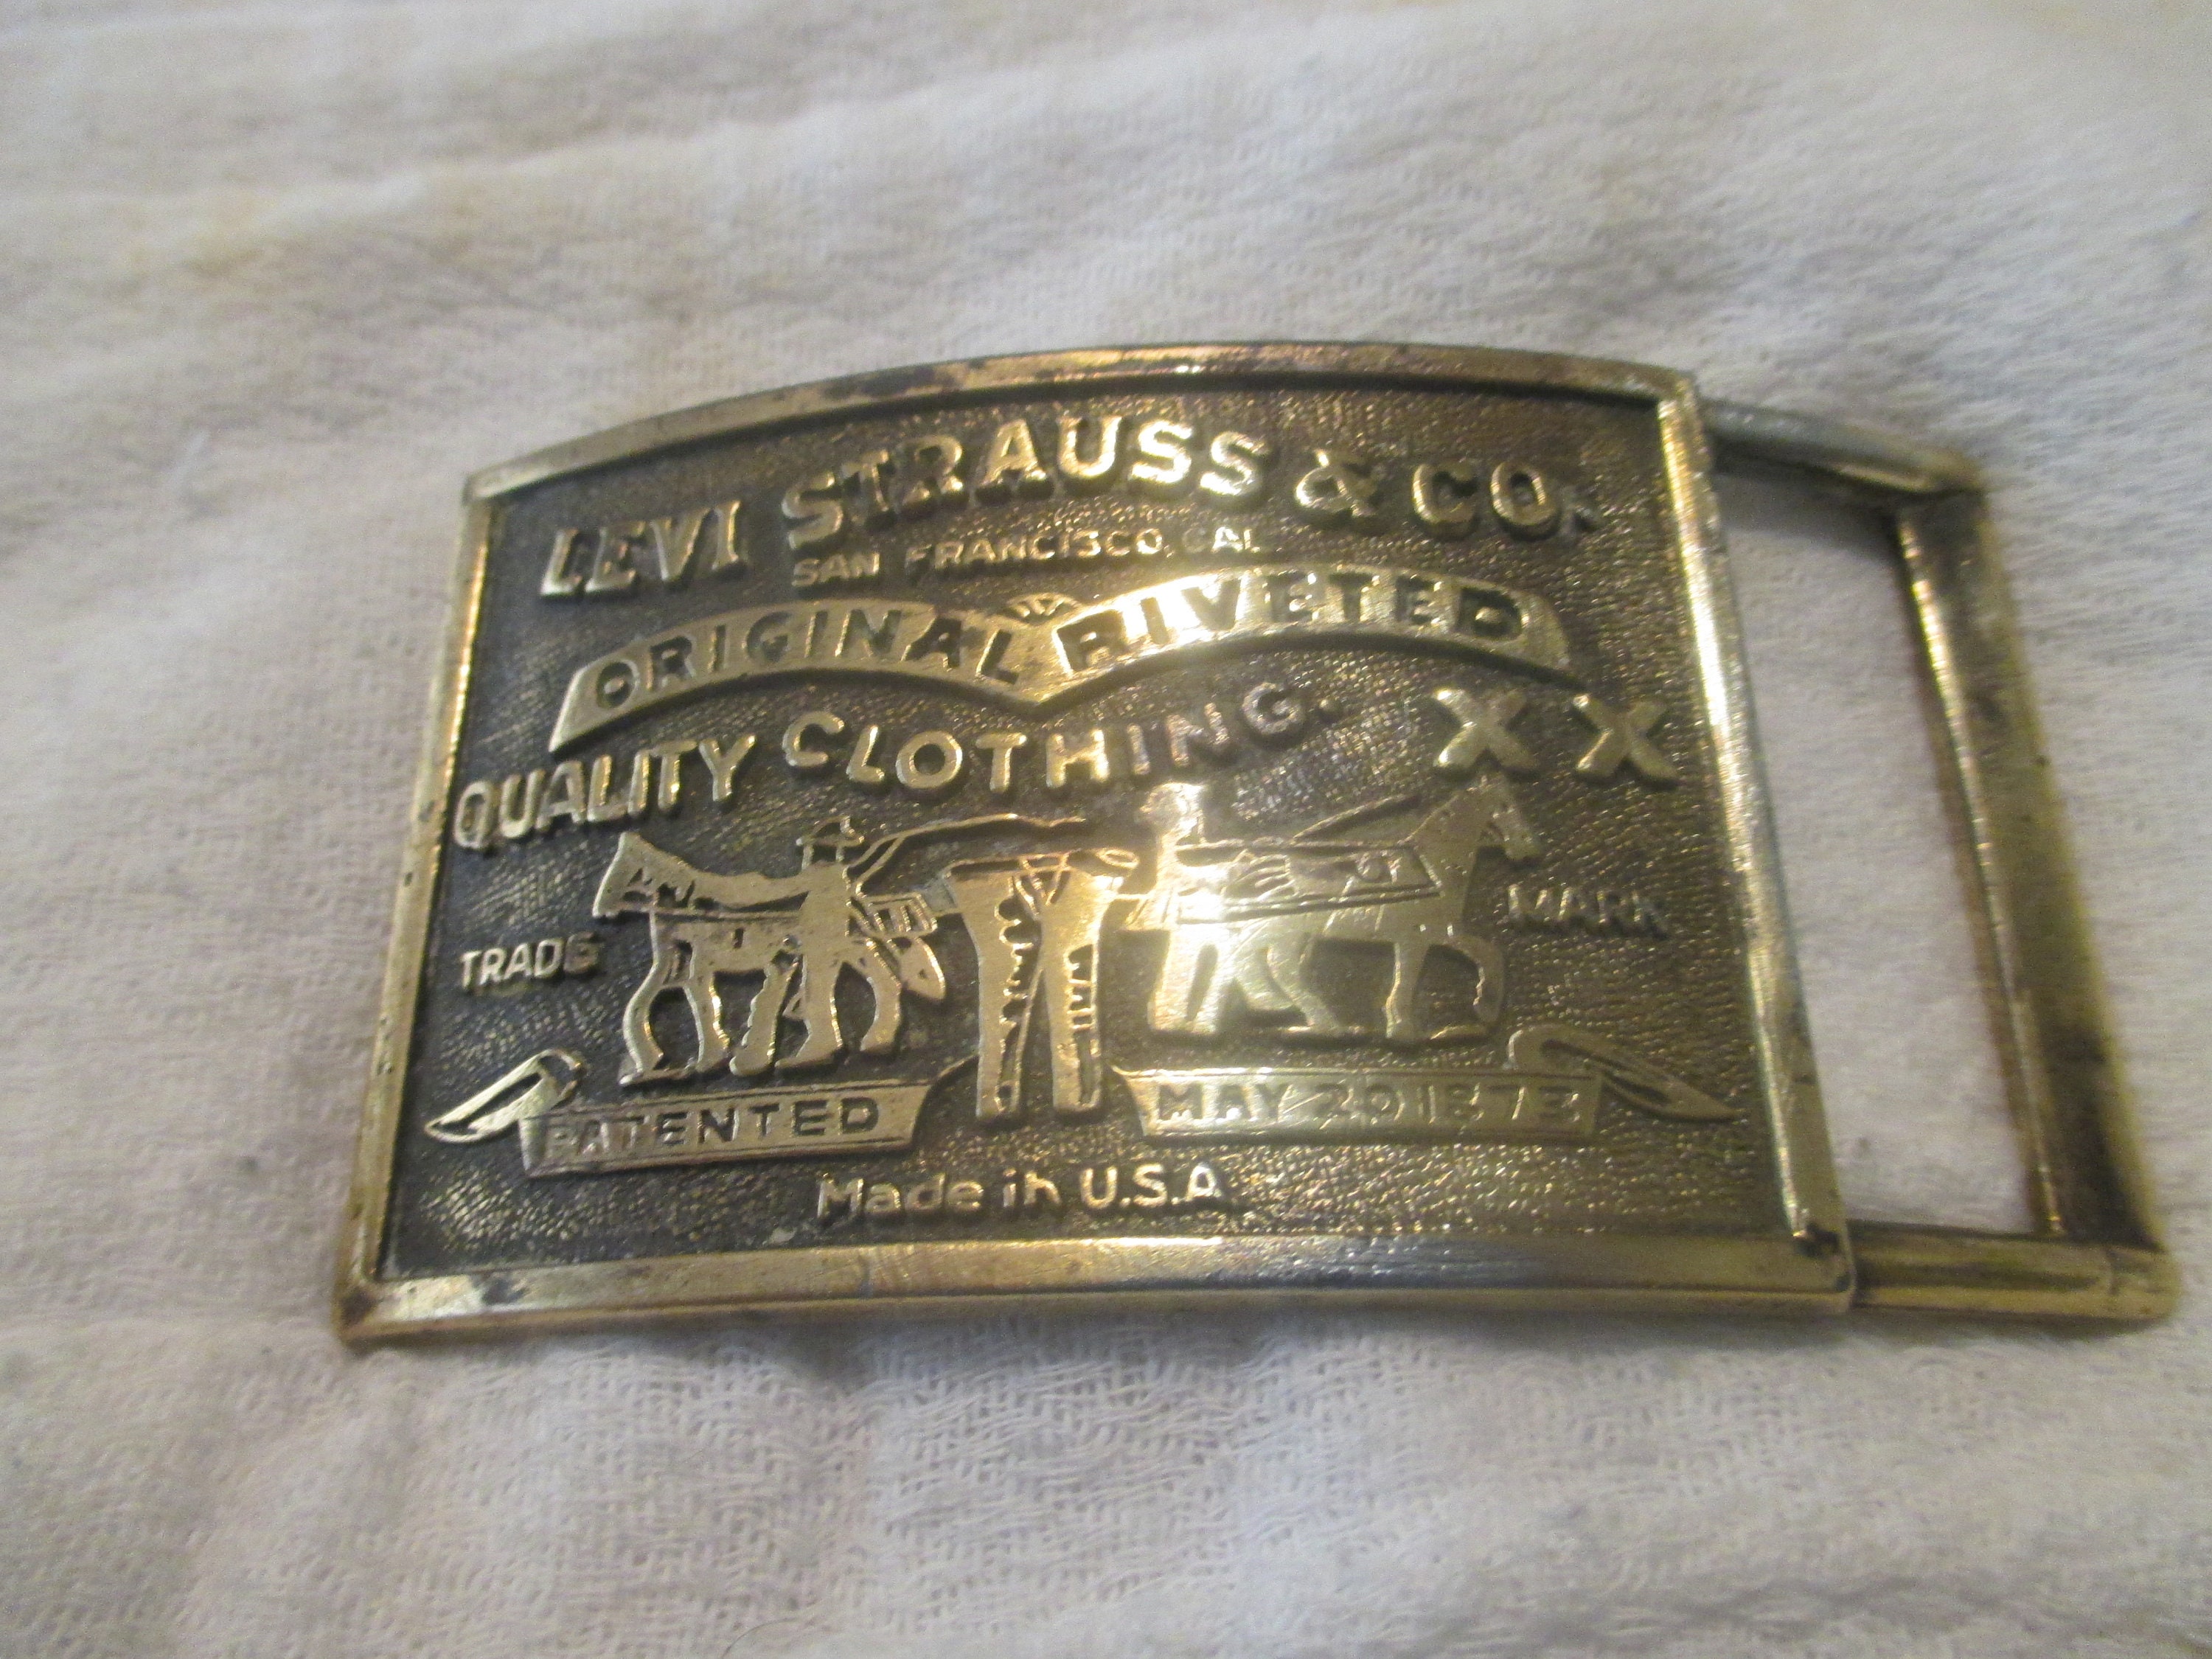 LEVI STRAUSS & CO.
SAN FRANCISCO, CAL
ORIGINAL RIVETED
QUALITY CLOTHING. XX
TRADE MARK
PATENTED MAY 20 1873
Made in U.S.A.